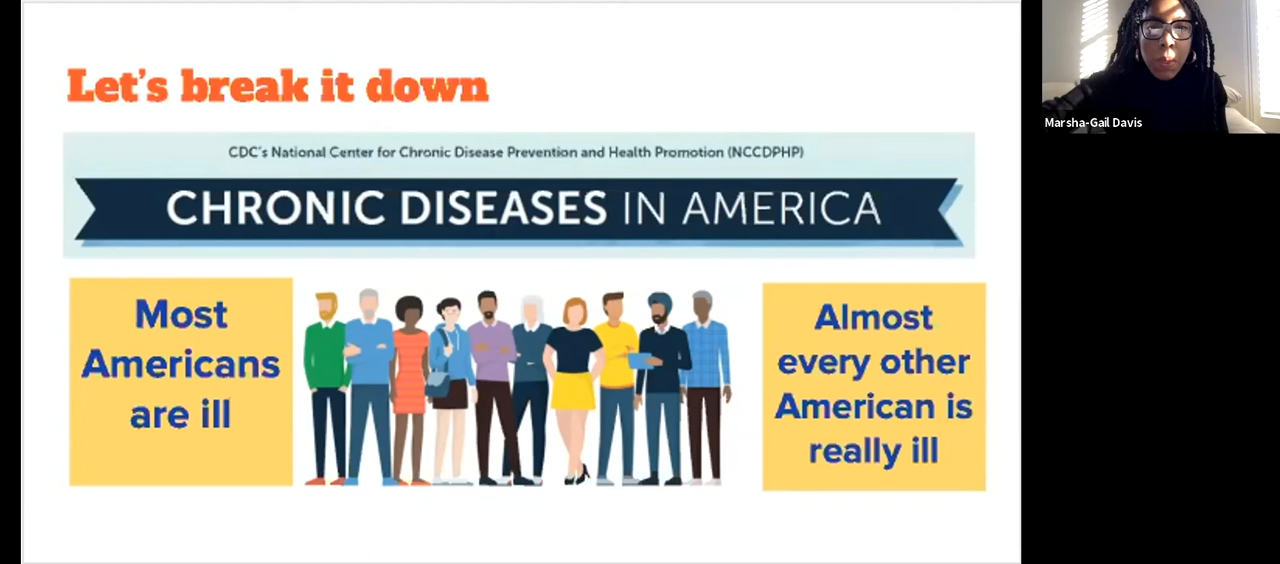 Let's break it down
CDC's National Center for Chronic Disease Prevention and Health Promotion (NCCDPHP)
CHRONIC DISEASES IN AMERICA
Most
Americans
are ill
Almost
every other
American is
really ill
Marsha-Gail Davis